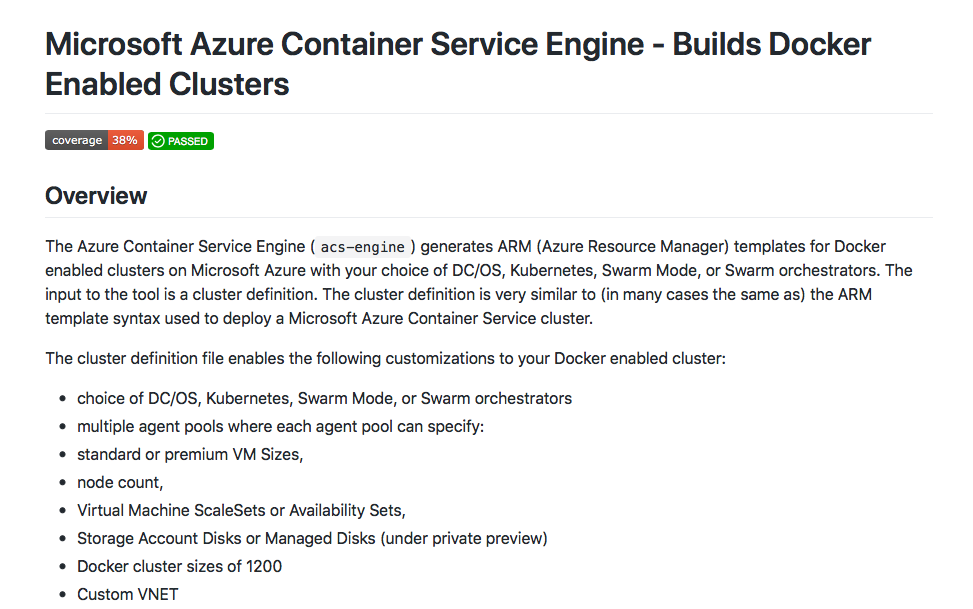 Microsoft Azure Container Service Engine - Builds Docker
Enabled Clusters
coverage 38% PASSED
Overview
The Azure Container Service Engine ( acs-engine ) generates ARM (Azure Resource Manager) templates for Docker
enabled clusters on Microsoft Azure with your choice of DC/OS, Kubernetes, Swarm Mode, or Swarm orchestrators. The
input to the tool is a cluster definition. The cluster definition is very similar to (in many cases the same as) the ARM
template syntax used to deploy a Microsoft Azure Container Service cluster.
The cluster definition file enables the following customizations to your Docker enabled cluster:
• choice of DC/OS, Kubernetes, Swarm Mode, or Swarm orchestrators
• multiple agent pools where each agent pool can specify:
• standard or premium VM Sizes,
• node count,
• Virtual Machine ScaleSets or Availability Sets,
• Storage Account Disks or Managed Disks (under private preview)
• Docker cluster sizes of 1200
• Custom VNET